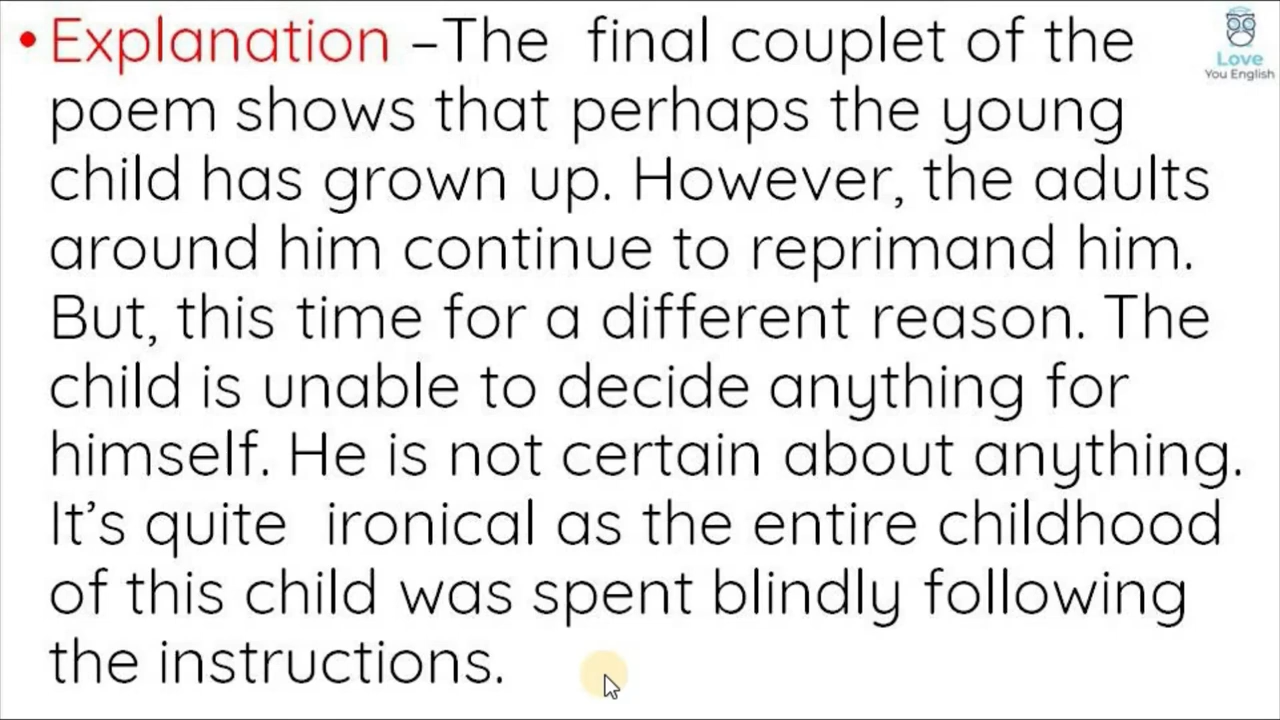 • Explanation –The final couplet of the
poem shows that perhaps the young
child has grown up. However, the adults
around him continue to reprimand him.
But, this time for a different reason. The
child is unable to decide anything for
himself. He is not certain about anything.
It’s quite ironical as the entire childhood
of this child was spent blindly following
the instructions.
Love
You English